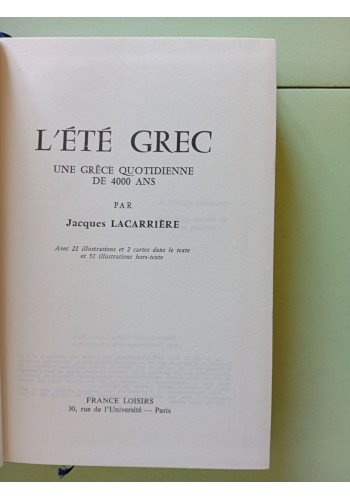 L'ÉTÉ GREC
UNE GRÈCE QUOTIDIENNE
DE 4000 ANS
PAR
Jacques LACARRIÈRE
Avec 21 illustrations et 2 cartes dans le texte
et 51 illustrations hors-texte
FRANCE LOISIRS
30, rue de l'Université — Paris